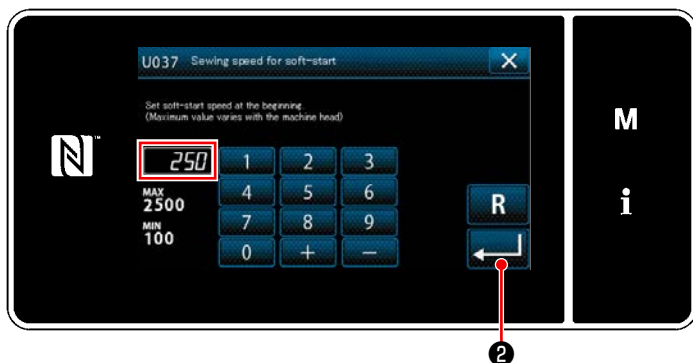 U037 Sewing speed for soft-start
X
Set soft-start speed at the beginning.
(Maximum value varies with the machine head)
M
N™
250 1 2 3
MAX
2500
4 5 6
i
R
MIN
100
7 8 9
0 + −
❷